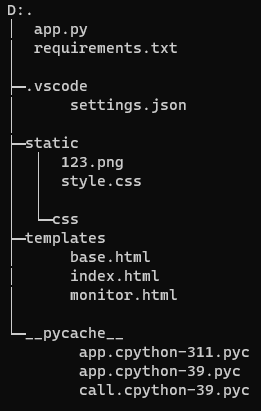 D:.
app.py
requirements.txt
.vscode
settings.json
static
123.png
style.css
css
templates
base.html
index.html
monitor.html
__pycache__
app.cpython-311.pyc
app.cpython-39.pyc
call.cpython-39.pyc